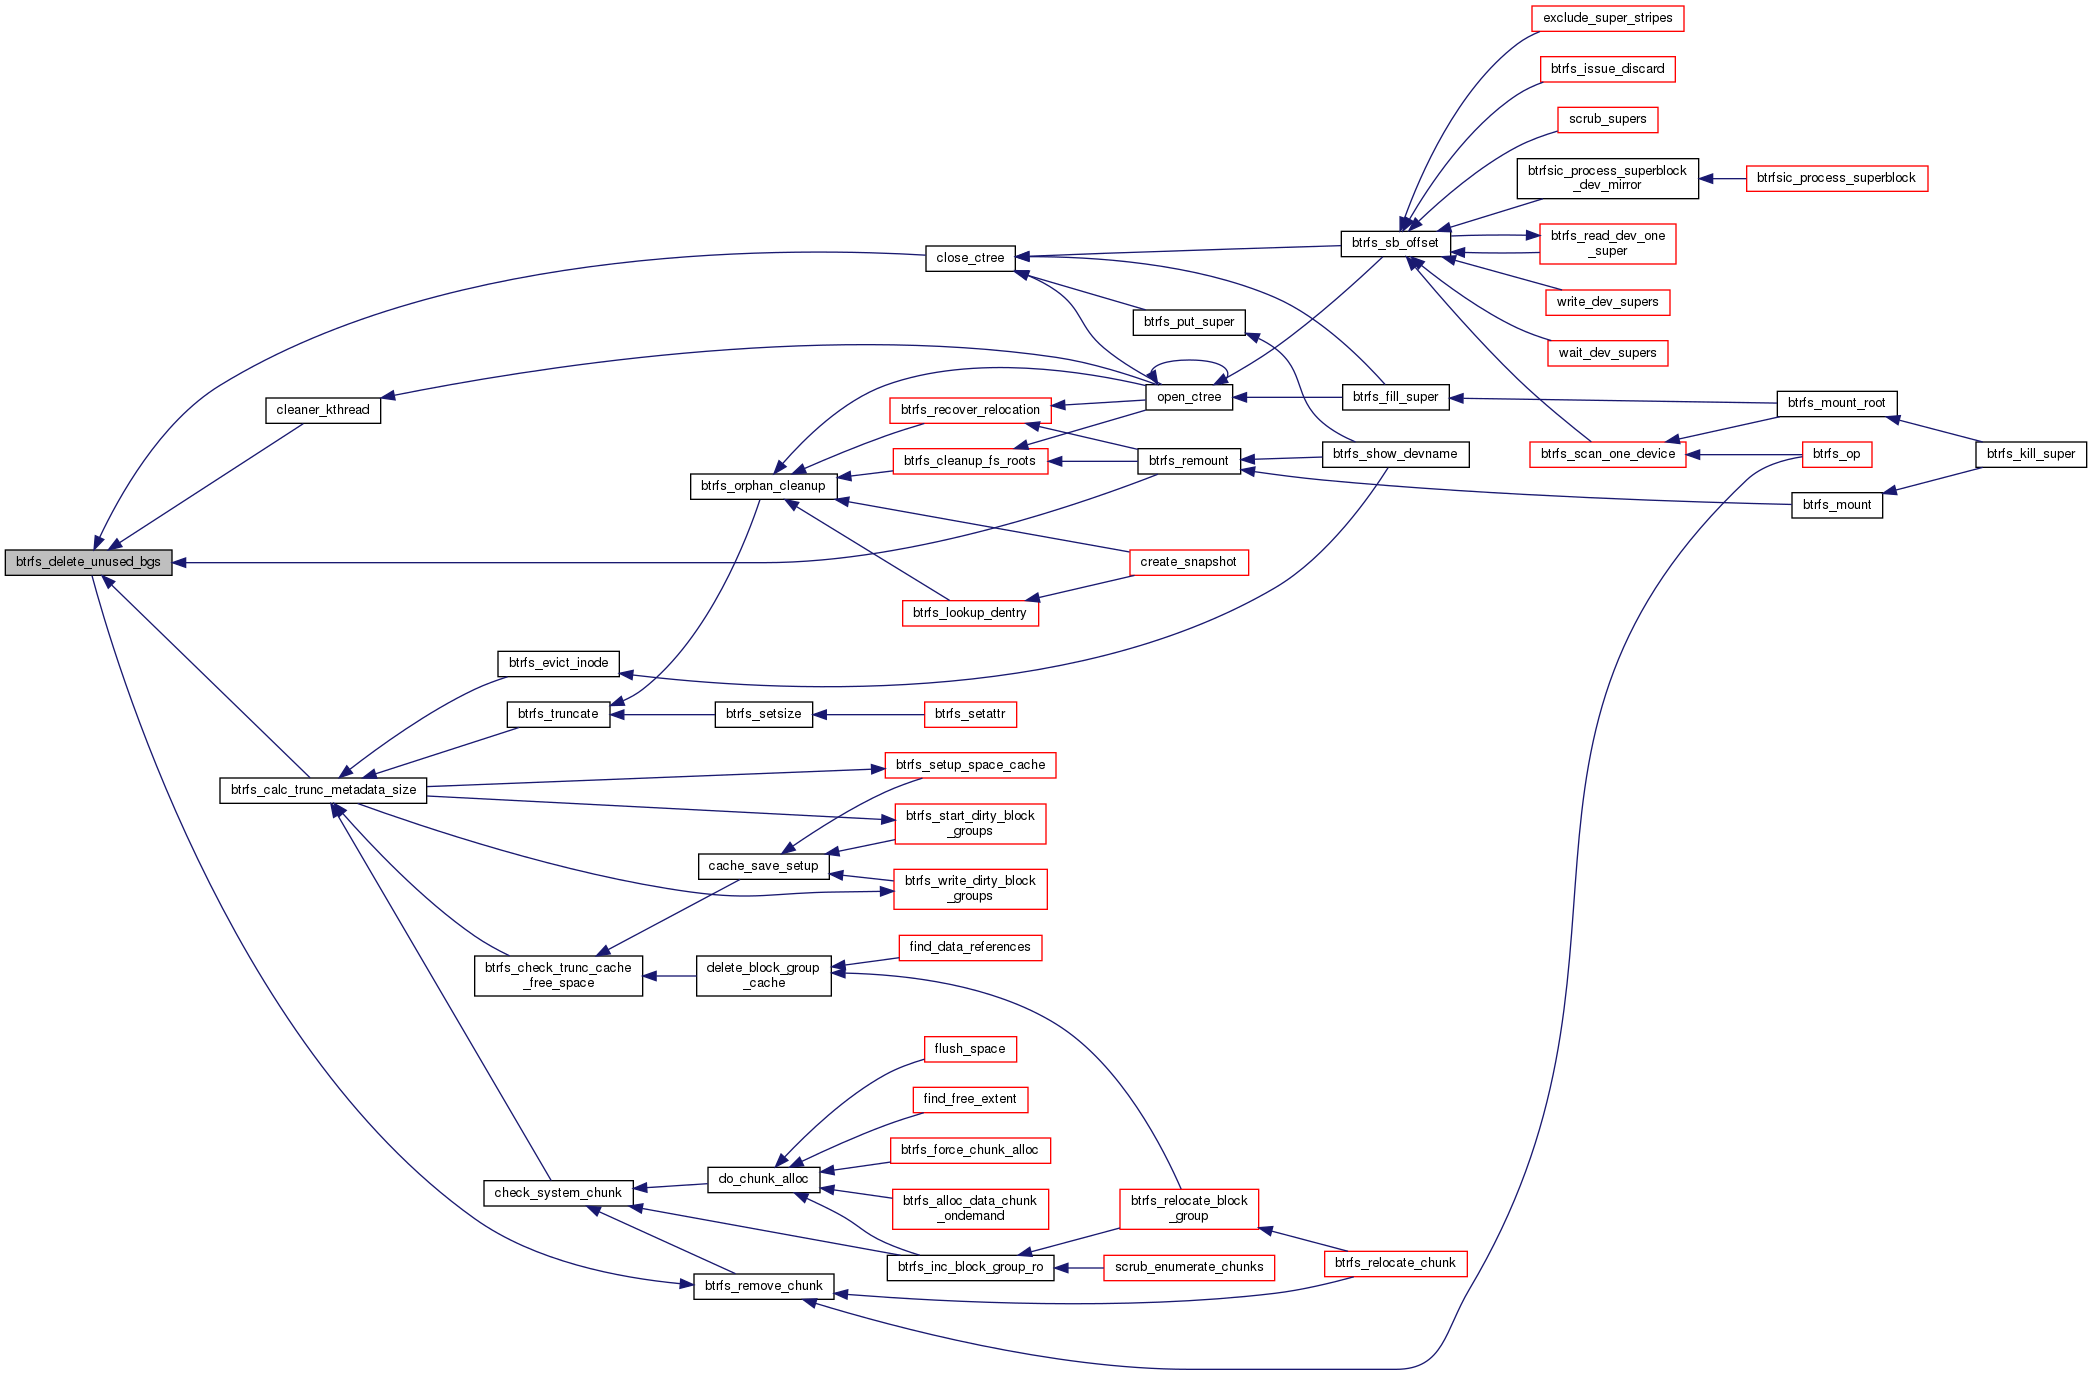 exclude_super_stripes
btrfs_issue_discard
scrub_supers
btrfsic_process_superblock
_dev_mirror
btrfsic_process_superblock
btrfs_read_dev_one
_super
btrfs_sb_offset
close_ctree
write_dev_supers
btrfs_put_super
wait_dev_supers
cleaner_kthread
btrfs_recover_relocation
open_ctree
btrfs_fill_super
btrfs_mount_root
btrfs_cleanup_fs_roots
btrfs_remount
btrfs_show_devname
btrfs_scan_one_device
btrfs_op
btrfs_kill_super
btrfs_orphan_cleanup
btrfs_mount
btrfs_delete_unused_bgs
create_snapshot
btrfs_lookup_dentry
btrfs_evict_inode
btrfs_truncate
btrfs_setsize
btrfs_setattr
btrfs_setup_space_cache
btrfs_calc_trunc_metadata_size
btrfs_start_dirty_block
_groups
cache_save_setup
btrfs_write_dirty_block
_groups
find_data_references
btrfs_check_trunc_cache
_free_space
delete_block_group
_cache
flush_space
find_free_extent
btrfs_force_chunk_alloc
do_chunk_alloc
check_system_chunk
btrfs_alloc_data_chunk
_ondemand
btrfs_relocate_block
_group
btrfs_inc_block_group_ro
scrub_enumerate_chunks
btrfs_relocate_chunk
btrfs_remove_chunk